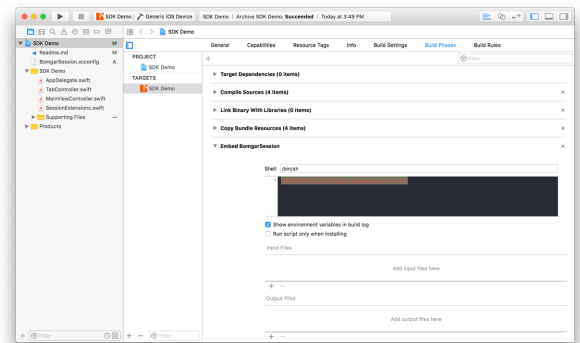 SDK Demo
Generic iOS Device
SDK Demo | Archive SDK Demo: Succeeded | Today at 3:49 PM
SDK Demo
SDK Demo M
Readme.md M
BomgarSession.xcconfig A
SDK Demo
AppDelegate.swift
TabController.swift
MainViewController.swift
SessionExtensions.swift
Supporting Files
Products
General Capabilities Resource Tags Info Build Settings Build Phases Build Rules
PROJECT
SDK Demo
TARGETS
SDK Demo
Filter
Target Dependencies (0 items)
Compile Sources (4 items)
Link Binary With Libraries (0 items)
Copy Bundle Resources (4 items)
Embed BomgarSession
Shell /bin/sh
1
Show environment variables in build log
Run script only when installing
Input Files
Add input files here
Output Files
Add output files here
Filter
Filter